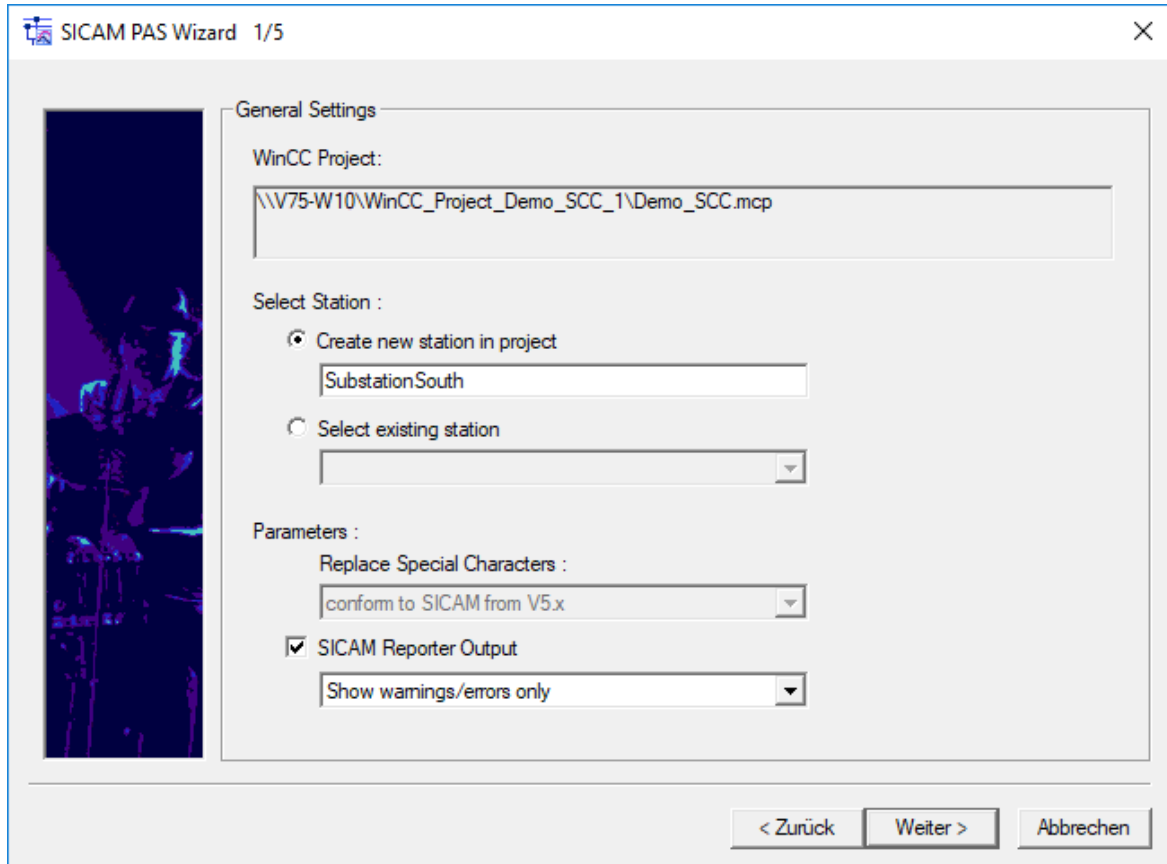 SICAM PAS Wizard 1/5
General Settings
WinCC Project:
\\V75-W10\WinCC_Project_Demo_SCC_1\Demo_SCC.mcp
Select Station :
Create new station in project
SubstationSouth
Select existing station
Parameters :
Replace Special Characters :
conform to SICAM from V5.x
SICAM Reporter Output
Show warnings/errors only
< Zurück
Weiter >
Abbrechen